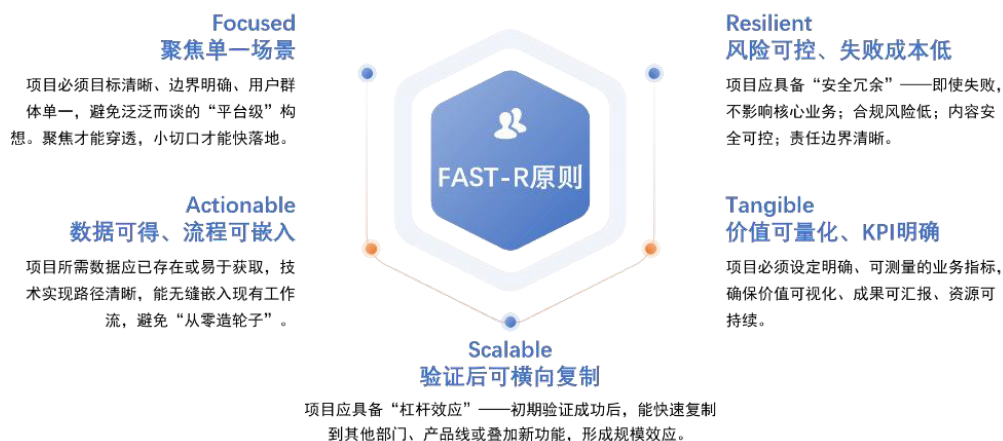 Focused
聚焦单一场景
项目必须目标清晰、边界明确、用户群
体单一，避免泛泛而谈的“平台级”构
想。聚焦才能穿透，小切口才能快落地。
Actionable
数据可得、流程可嵌入
项目所需数据应已存在或易于获取，技
术实现路径清晰，能无缝嵌入现有工作
流，避免“从零造轮子”。
FAST-R原则
Scalable
验证后可横向复制
项目应具备“杠杆效应”——初期验证成功后，能快速复制
到其他部门、产品线或叠加新功能，形成规模效应。
Resilient
风险可控、失败成本低
项目应具备“安全冗余”——即使失败，
不影响核心业务；合规风险低；内容安
全可控；责任边界清晰。
Tangible
价值可量化、KPI明确
项目必须设定明确、可测量的业务指标，
确保价值可视化、成果可汇报、资源可
持续。